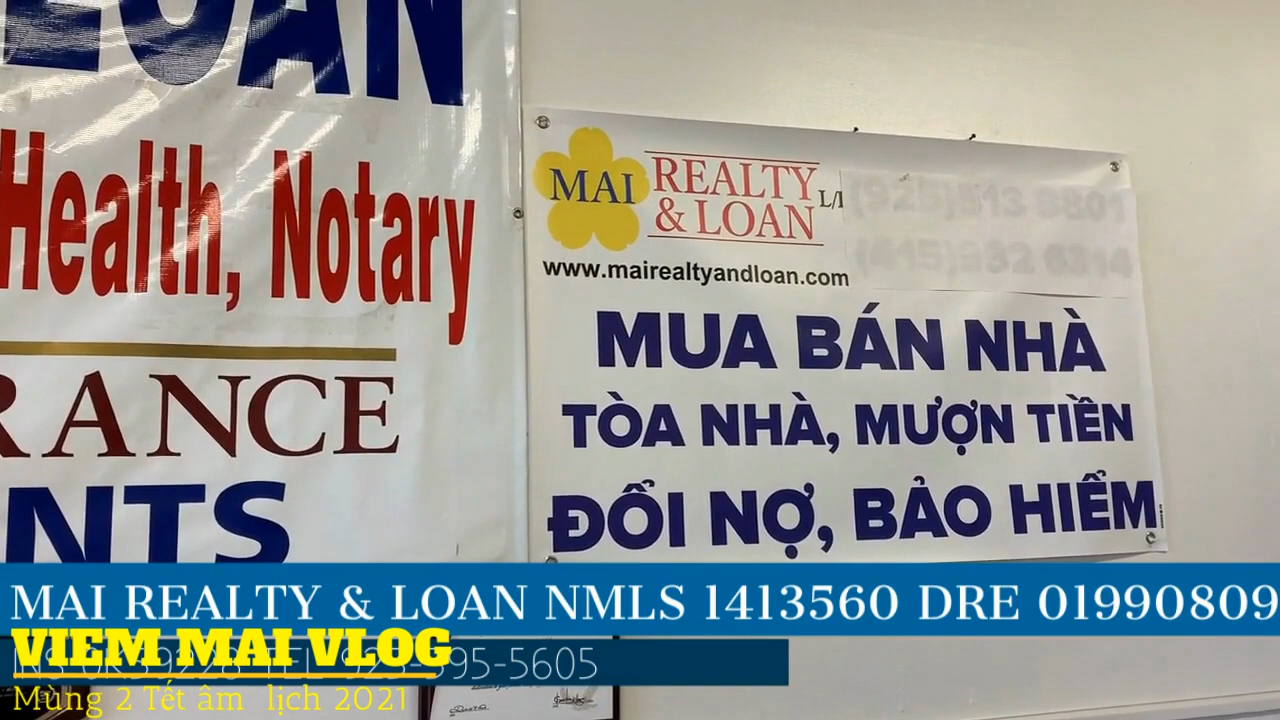 LOAN
Health, Notary
RANCE
NTS
MAI REALTY
& LOAN
www.mairealtyandloan.com
MUA BÁN NHÀ
TÒA NHÀ, MƯỢN TIỀN
ĐỔI NỢ, BẢO HIỂM
MAI REALTY & LOAN NMLS 1413560 DRE 01990809
VIEM MAI VLOG
Mùng 2 Tết âm lịch 2021